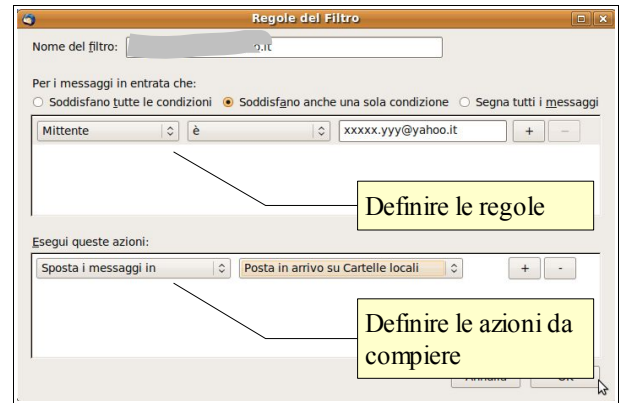 Regole del Filtro
Nome del filtro:
Per i messaggi in entrata che:
Soddisfano tutte le condizioni Soddisfano anche una sola condizione Segna tutti i messaggi
Mittente è xxxxx.yyy@yahoo.it + −
Definire le regole
Esegui queste azioni:
Sposta i messaggi in Posta in arrivo su Cartelle locali + -
Definire le azioni da
compiere